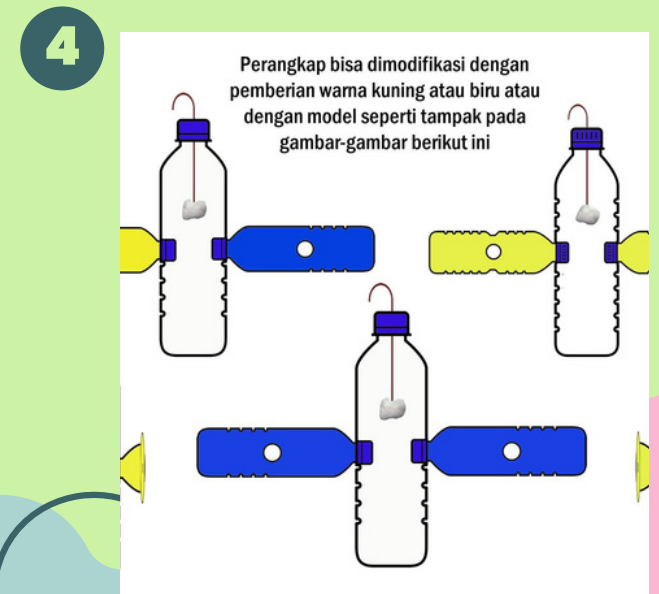 4
Perangkap bisa dimodifikasi dengan
pemberian warna kuning atau biru atau
dengan model seperti tampak pada
gambar-gambar berikut ini